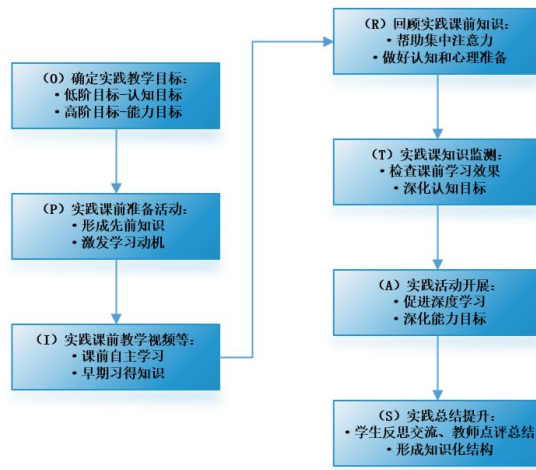 （O）确定实践教学目标：
·低阶目标-认知目标
·高阶目标-能力目标
（P）实践课前准备活动：
·形成先前知识
·激发学习动机
（I）实践课前教学视频等：
·课前自主学习
·早期习得知识
（R）回顾实践课前知识：
·帮助集中注意力
·做好认知和心理准备
（T）实践课知识监测：
·检查课前学习效果
·深化认知目标
（A）实践活动开展：
·促进深度学习
·深化能力目标
（S）实践总结提升：
·学生反思交流、教师点评总结
·形成知识化结构